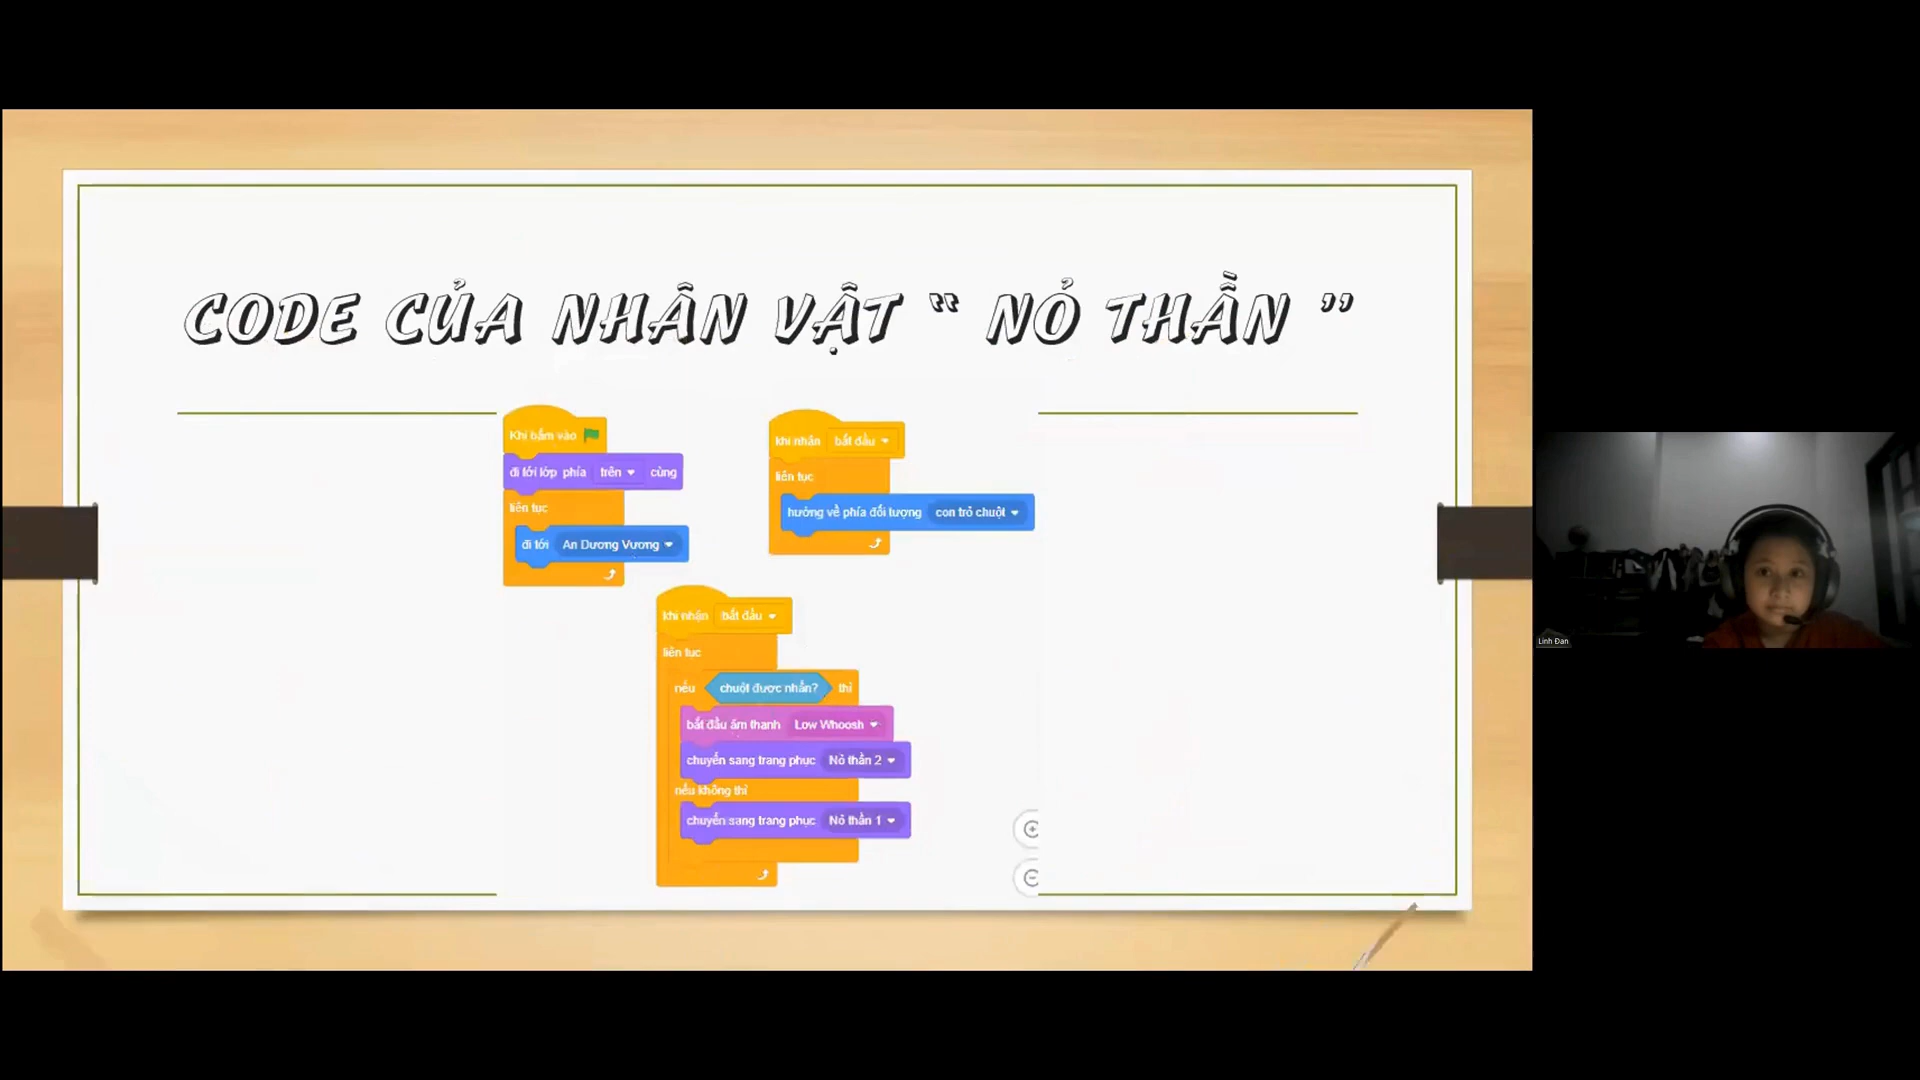 CODE CỦA NHÂN VẬT “ NỎ THẦN ”
Khi bấm vào
đi tới lớp phía trên cùng
liên tục
đi tới An Dương Vương
khi nhận bắt đầu
liên tục
hướng về phía đối tượng con trỏ chuột
khi nhận bắt đầu
liên tục
nếu chuột được nhấn? thì
bắt đầu âm thanh Low Whoosh
chuyển sang trang phục Nỏ thần 2
nếu không thì
chuyển sang trang phục Nỏ thần 1
Linh Đan